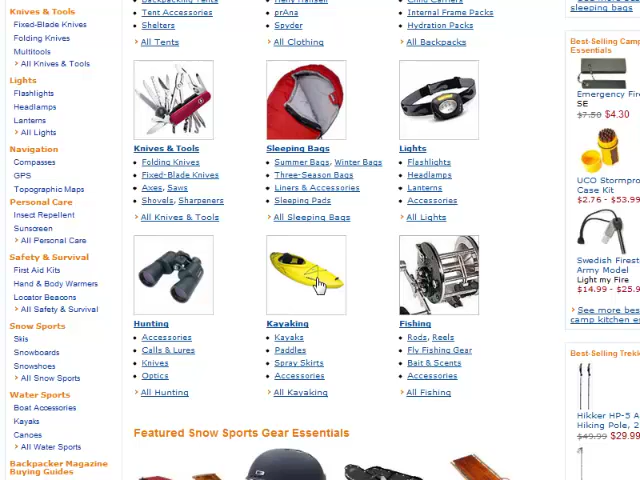 Knives & Tools
Fixed-Blade Knives
Folding Knives
Multitools
› All Knives & Tools
Lights
Flashlights
Headlamps
Lanterns
› All Lights
Navigation
Compasses
GPS
Topographic Maps
Personal Care
Insect Repellent
Sunscreen
› All Personal Care
Safety & Survival
First Aid Kits
Hand & Body Warmers
Locator Beacons
› All Safety & Survival
Snow Sports
Skis
Snowboards
Snowshoes
› All Snow Sports
Water Sports
Boat Accessories
Kayaks
Canoes
› All Water Sports
Backpacker Magazine
Buying Guides
Tent Accessories
Shelters
› All Tents
prAna
Spyder
› All Clothing
Internal Frame Packs
Hydration Packs
› All Backpacks
Knives & Tools
Folding Knives
Fixed-Blade Knives
Axes, Saws
Shovels, Sharpeners
› All Knives & Tools
Sleeping Bags
Summer Bags, Winter Bags
Three-Season Bags
Liners & Accessories
Sleeping Pads
› All Sleeping Bags
Lights
Flashlights
Headlamps
Lanterns
Accessories
› All Lights
Hunting
Accessories
Calls & Lures
Knives
Optics
› All Hunting
Kayaking
Kayaks
Paddles
Spray Skirts
Accessories
› All Kayaking
Fishing
Rods, Reels
Fly Fishing Gear
Bait & Scents
Accessories
› All Fishing
Featured Snow Sports Gear Essentials
sleeping bags
Best-Selling Camp
Essentials
Emergency Fire
SE
$7.50 $4.30
UCO Stormpro
Case Kit
$2.76 - $53.99
Swedish Firest
Army Model
Light my Fire
$14.99 - $25.9
› See more bes
camp kitchen es
Best-Selling Trekk
Hikker HP-5 A
Hiking Pole, 2
$49.99 $29.99